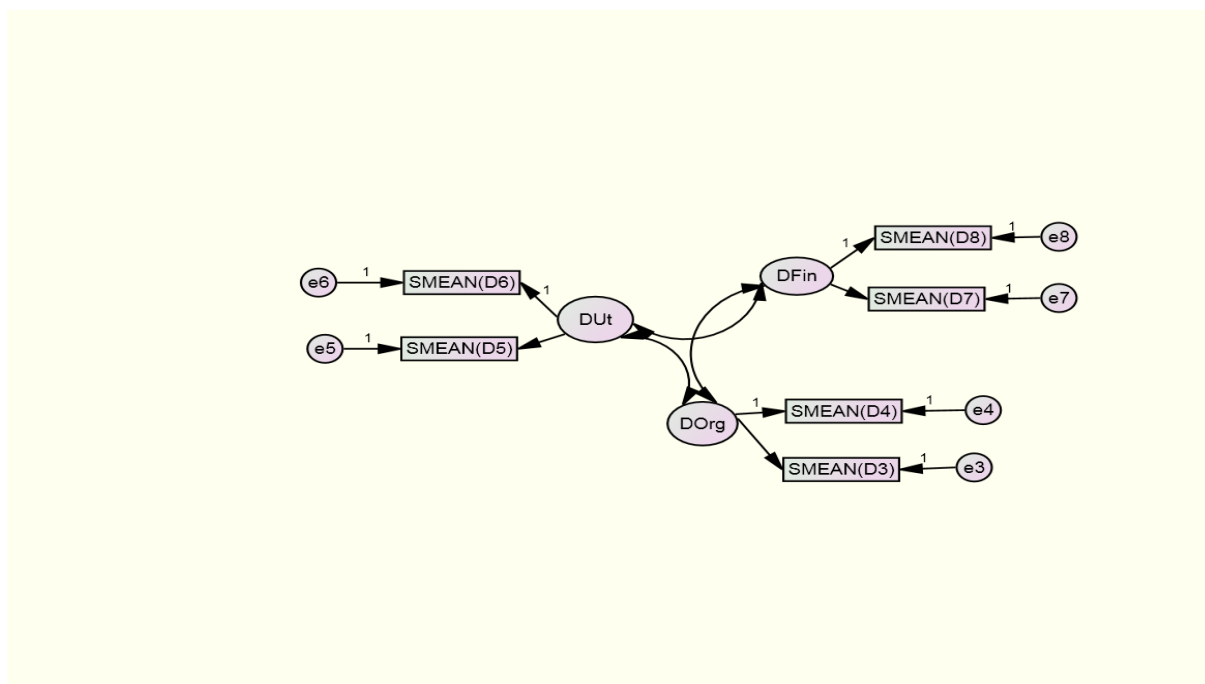 1
SMEAN(D8)
1
e8
DFin
SMEAN(D7)
1
e7
e6
1
SMEAN(D6)
1
DUt
e5
1
SMEAN(D5)
DOrg
1
SMEAN(D4)
1
e4
SMEAN(D3)
1
e3